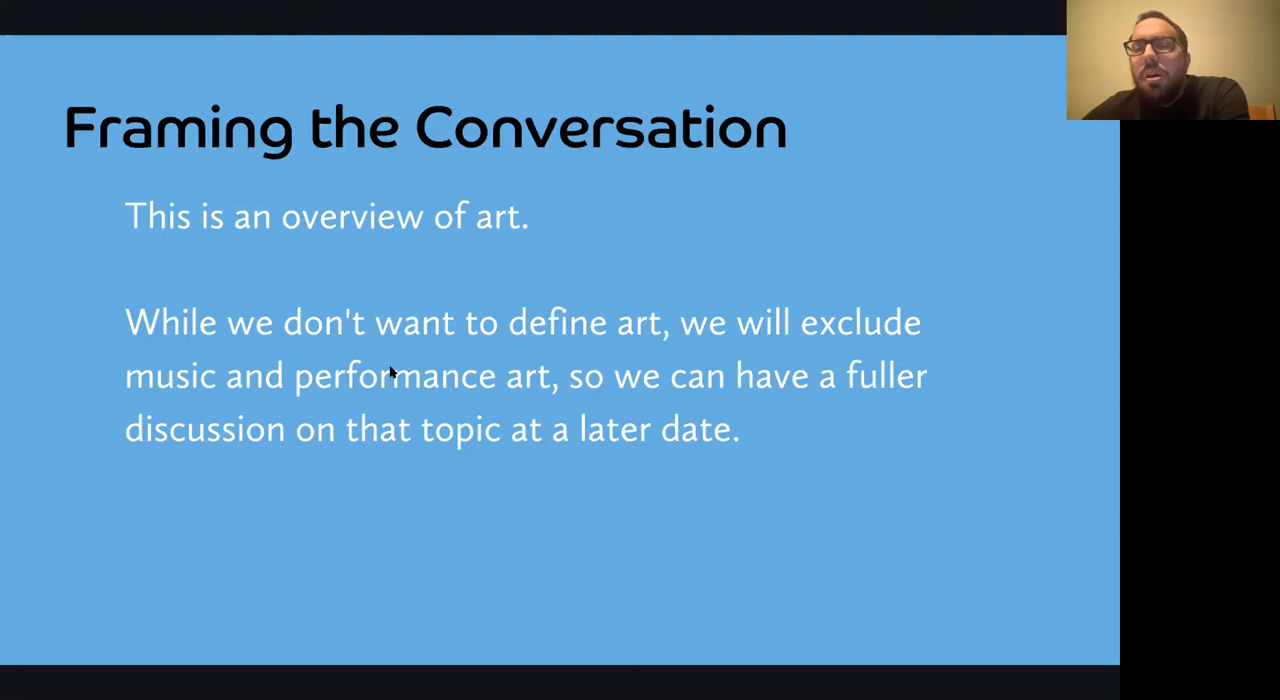 Framing the Conversation
This is an overview of art.
While we don't want to define art, we will exclude
music and performance art, so we can have a fuller
discussion on that topic at a later date.